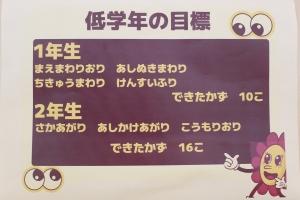 低学年の目標
1年生
まえまわりおり　あしぬきまわり
ちきゅうまわり　けんすいふり
できたかず　10こ
2年生
さかあがり　あしかけあがり　こうもりおり
できたかず　16こ